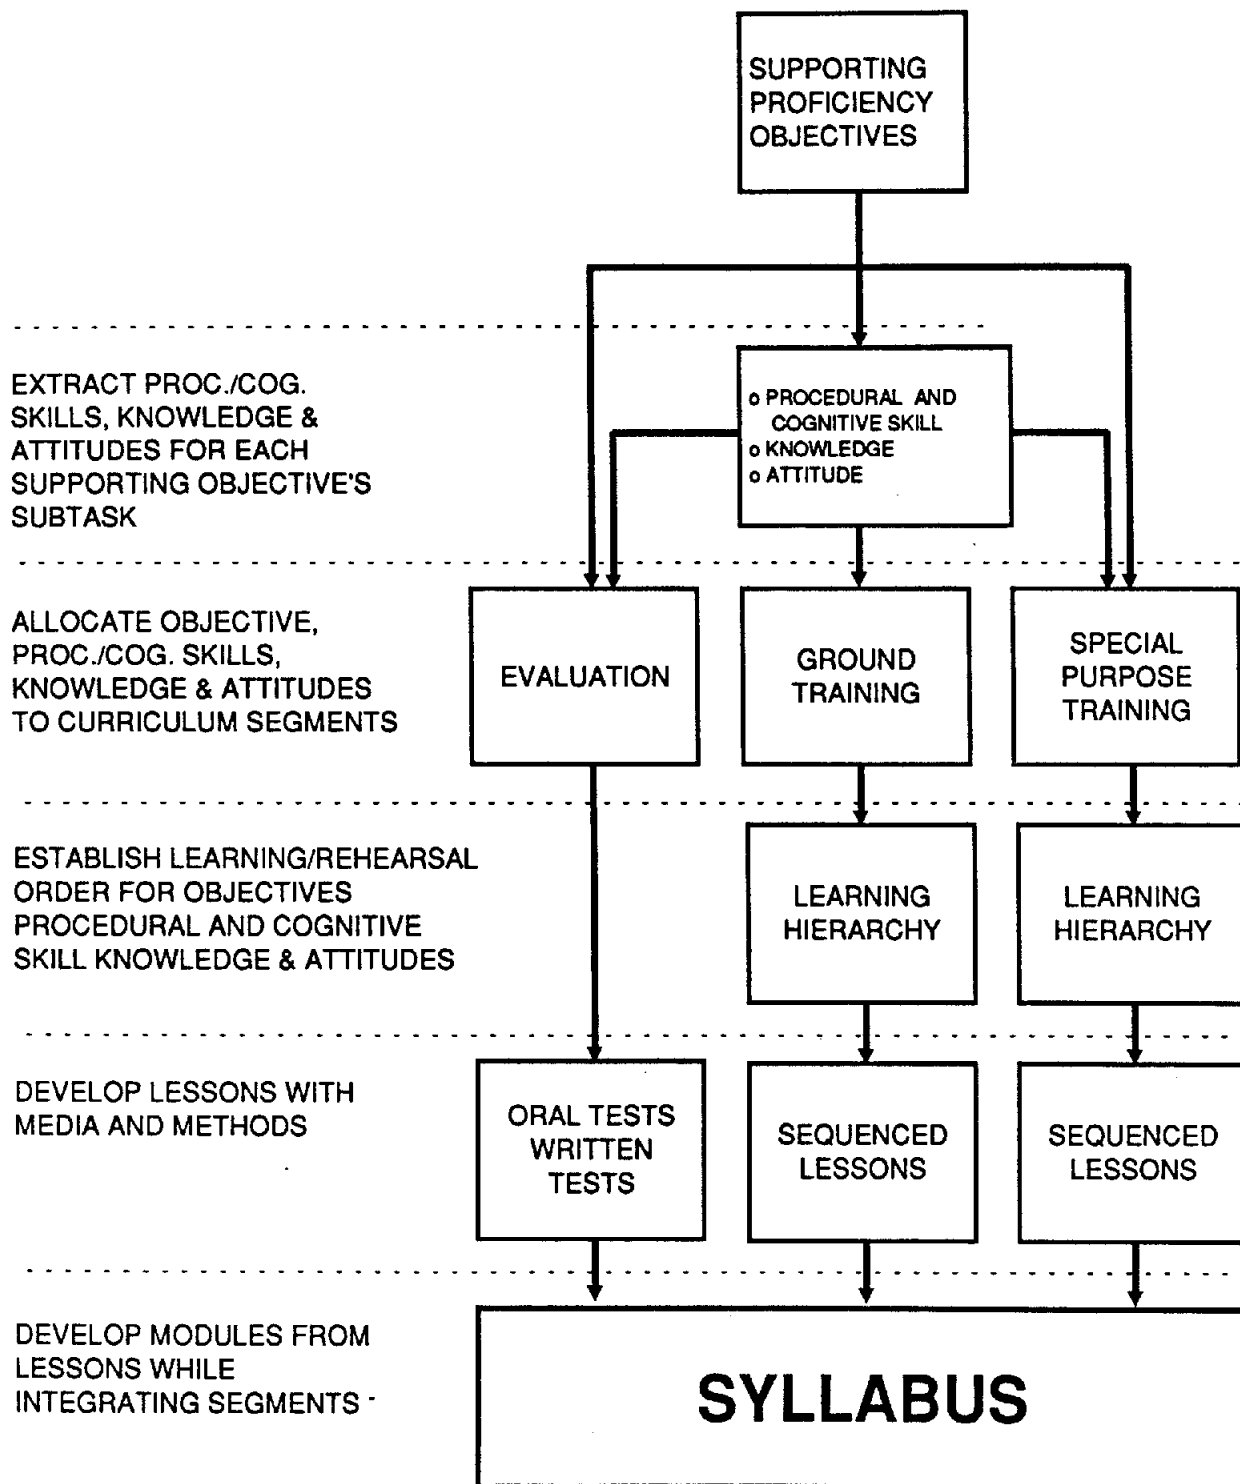 SUPPORTING
PROFICIENCY
OBJECTIVES
EXTRACT PROC./COG.
SKILLS, KNOWLEDGE &
ATTITUDES FOR EACH
SUPPORTING OBJECTIVE'S
SUBTASK
o PROCEDURAL AND
COGNITIVE SKILL
o KNOWLEDGE
o ATTITUDE
ALLOCATE OBJECTIVE,
PROC./COG. SKILLS,
KNOWLEDGE & ATTITUDES
TO CURRICULUM SEGMENTS
EVALUATION
GROUND
TRAINING
SPECIAL
PURPOSE
TRAINING
ESTABLISH LEARNING/REHEARSAL
ORDER FOR OBJECTIVES
PROCEDURAL AND COGNITIVE
SKILL KNOWLEDGE & ATTITUDES
LEARNING
HIERARCHY
LEARNING
HIERARCHY
DEVELOP LESSONS WITH
MEDIA AND METHODS
ORAL TESTS
WRITTEN
TESTS
SEQUENCED
LESSONS
SEQUENCED
LESSONS
DEVELOP MODULES FROM
LESSONS WHILE
INTEGRATING SEGMENTS
SYLLABUS